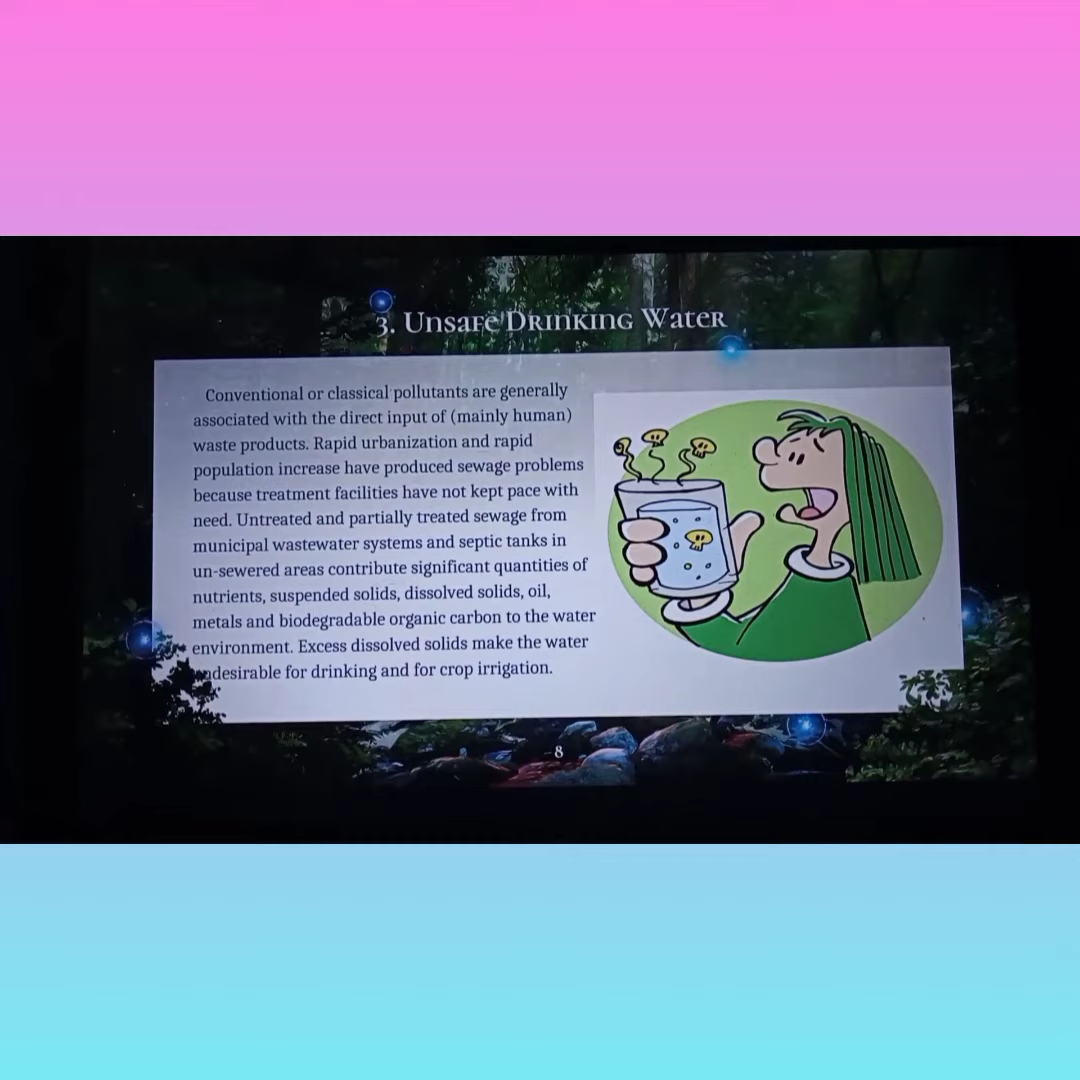 3. Unsafe Drinking Water
Conventional or classical pollutants are generally
associated with the direct input of (mainly human)
waste products. Rapid urbanization and rapid
population increase have produced sewage problems
because treatment facilities have not kept pace with
need. Untreated and partially treated sewage from
municipal wastewater systems and septic tanks in
un-sewered areas contribute significant quantities of
nutrients, suspended solids, dissolved solids, oil,
metals and biodegradable organic carbon to the water
environment. Excess dissolved solids make the water
undesirable for drinking and for crop irrigation.
8